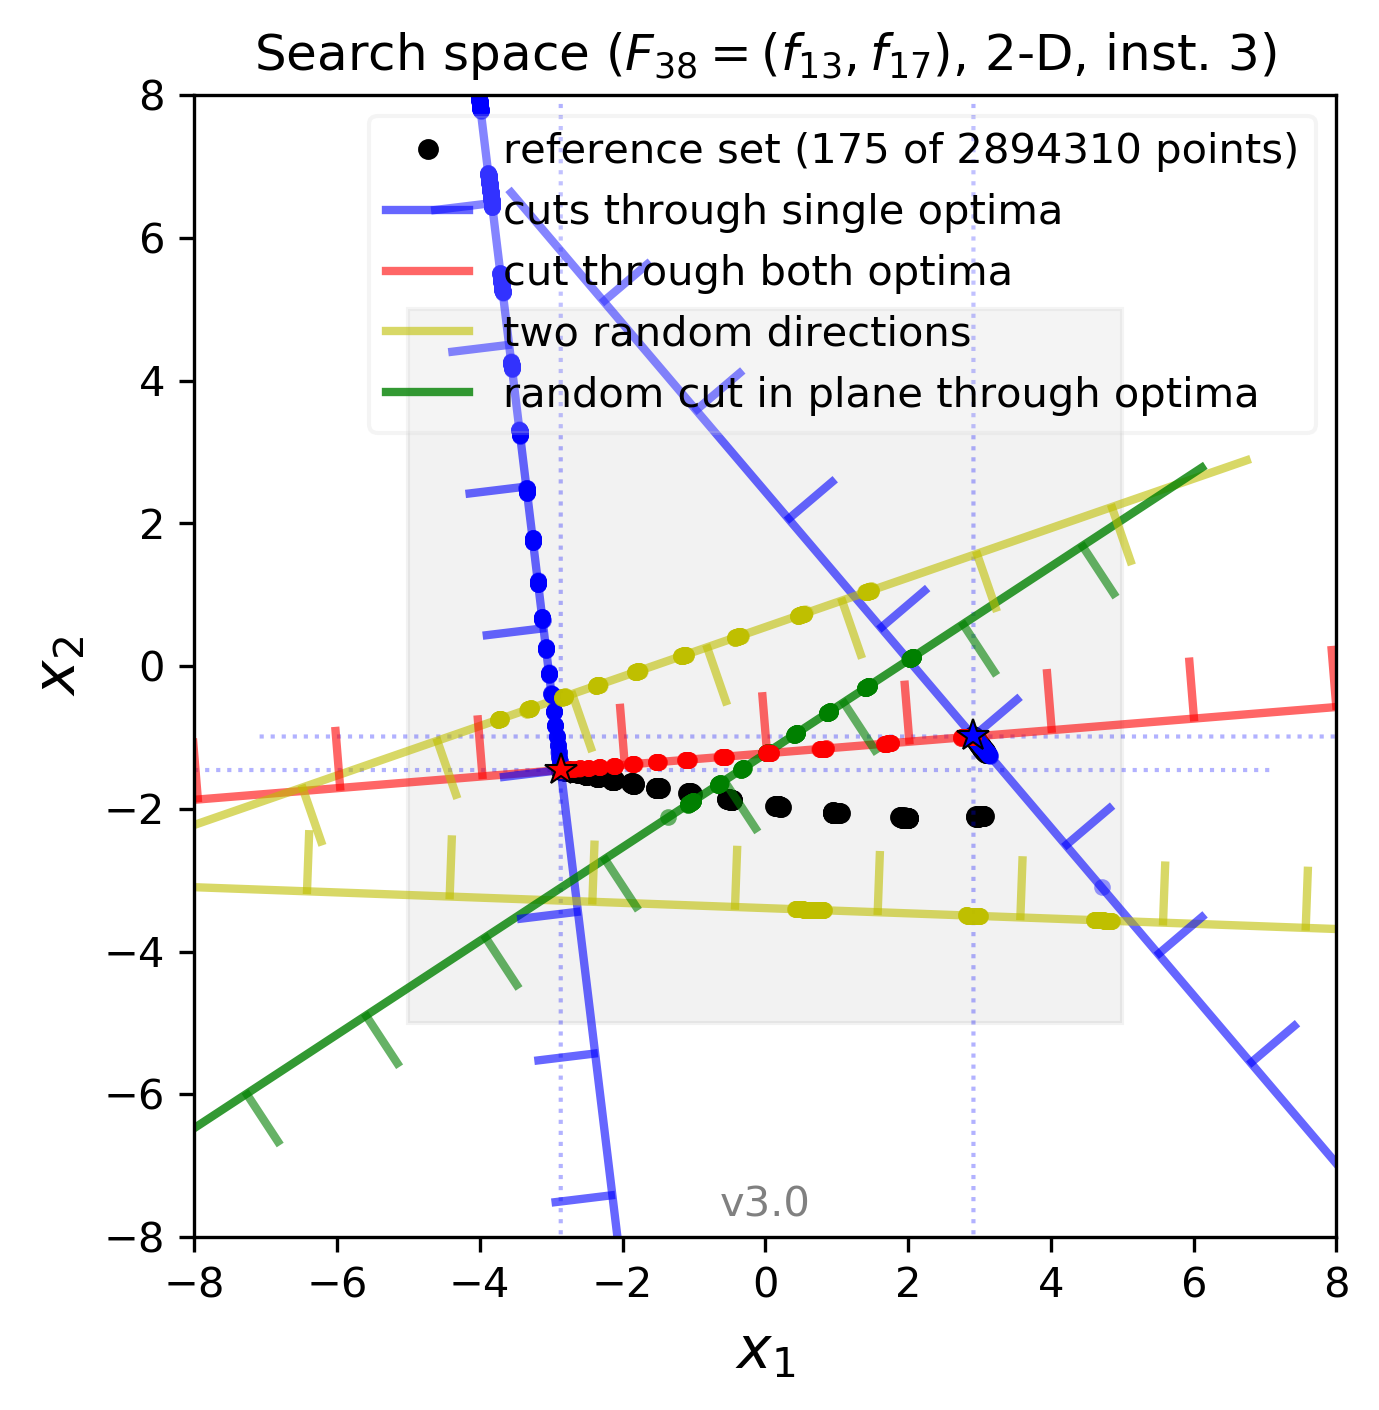 Search space (F₃₈ = (f₁₃, f₁₇), 2-D, inst. 3)
8
6
4
2
0
−2
−4
−6
−8
x₂
reference set (175 of 2894310 points)
cuts through single optima
cut through both optima
two random directions
random cut in plane through optima
v3.0
−8 −6 −4 −2 0 2 4 6 8
x₁